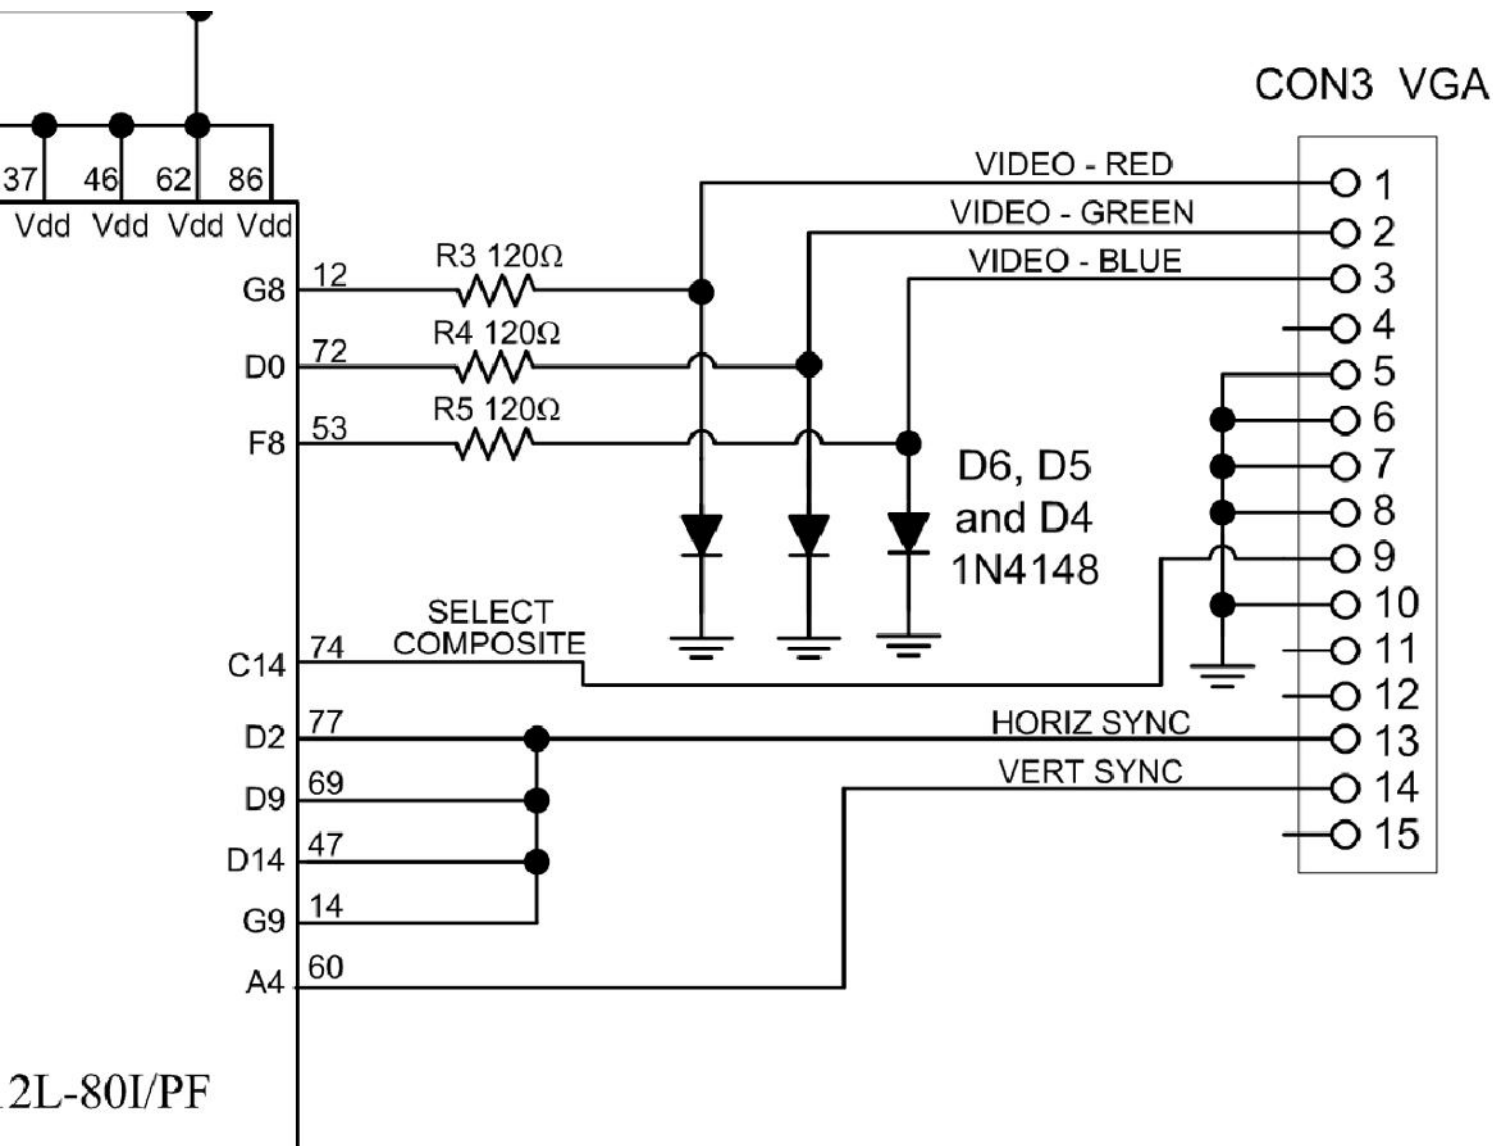 CON3 VGA
37 46 62 86
Vdd Vdd Vdd Vdd
VIDEO - RED
1
VIDEO - GREEN
2
VIDEO - BLUE
3
G8 12 R3 120Ω
4
D0 72 R4 120Ω
5
F8 53 R5 120Ω
6
D6, D5
and D4
1N4148
7
8
9
10
SELECT
COMPOSITE
C14 74
11
12
D2 77 HORIZ SYNC 13
D9 69 VERT SYNC 14
D14 47
15
G9 14
A4 60
2L-80I/PF